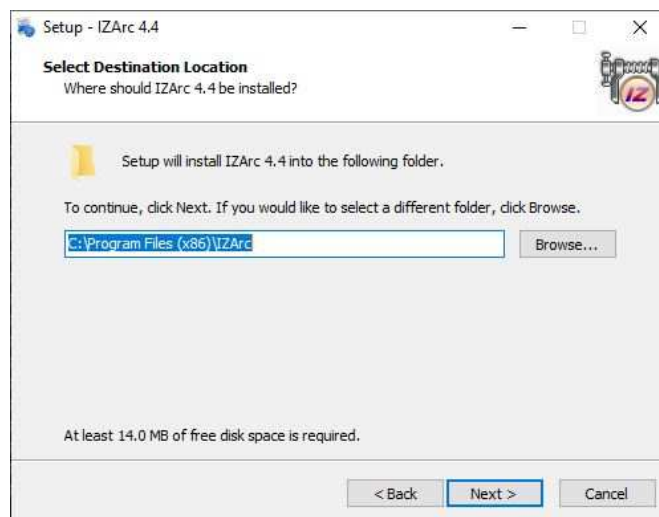 Setup - IZArc 4.4
Select Destination Location
Where should IZArc 4.4 be installed?
IZ
Setup will install IZArc 4.4 into the following folder.
To continue, click Next. If you would like to select a different folder, click Browse.
C:\Program Files (x86)\IZArc
Browse...
At least 14.0 MB of free disk space is required.
< Back Next > Cancel